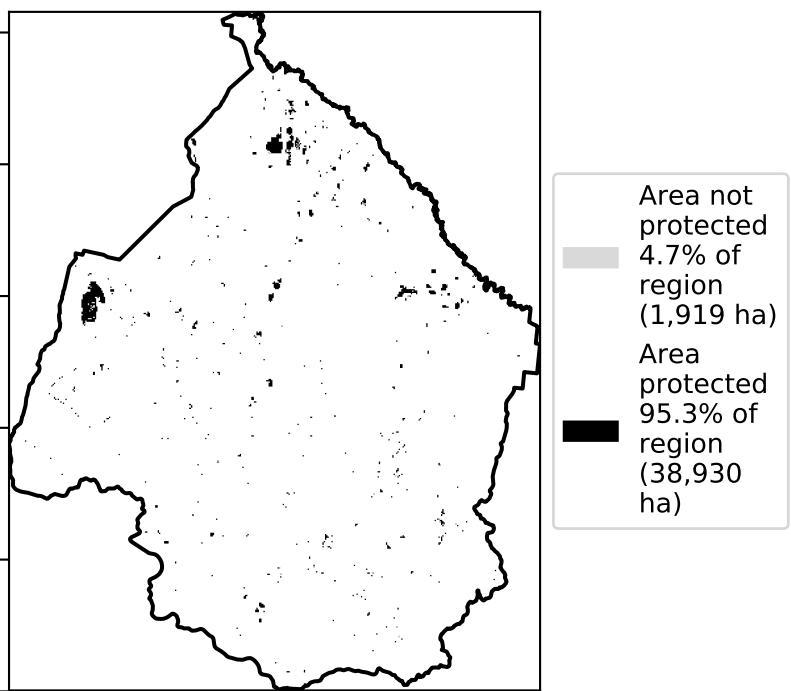 Area not
protected
4.7% of
region
(1,919 ha)
Area
protected
95.3% of
region
(38,930
ha)